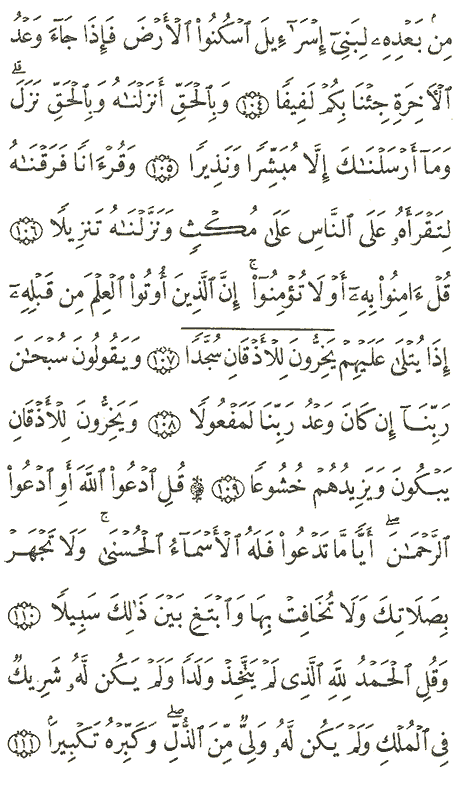 مِنۢ بَعۡدِهِۦ لِبَنِيٓ إِسۡرَـٰٓءِيلَ ٱسۡكُنُواْ ٱلۡأَرۡضَ فَإِذَا جَآءَ وَعۡدُ
ٱلۡأٓخِرَةِ جِئۡنَا بِكُمۡ لَفِيفٗا ١٠٤ وَبِٱلۡحَقِّ أَنزَلۡنَـٰهُ وَبِٱلۡحَقِّ نَزَلَۗ
وَمَآ أَرۡسَلۡنَـٰكَ إِلَّا مُبَشِّرٗا وَنَذِيرٗا ١٠٥ وَقُرۡءَانٗا فَرَقۡنَـٰهُ
لِتَقۡرَأَهُۥ عَلَى ٱلنَّاسِ عَلَىٰ مُكۡثٖ وَنَزَّلۡنَـٰهُ تَنزِيلٗا ١٠٦
قُلۡ ءَامِنُواْ بِهِۦٓ أَوۡ لَا تُؤۡمِنُوٓاْۚ إِنَّ ٱلَّذِينَ أُوتُواْ ٱلۡعِلۡمَ مِن قَبۡلِهِۦٓ
إِذَا يُتۡلَىٰ عَلَيۡهِمۡ يَخِرُّونَ لِلۡأَذۡقَانِ سُجَّدٗا ١٠٧ وَيَقُولُونَ سُبۡحَـٰنَ
رَبِّنَآ إِن كَانَ وَعۡدُ رَبِّنَا لَمَفۡعُولٗا ١٠٨ وَيَخِرُّونَ لِلۡأَذۡقَانِ
يَبۡكُونَ وَيَزِيدُهُمۡ خُشُوعٗا ١٠٩ ۩ قُلِ ٱدۡعُواْ ٱللَّهَ أَوِ ٱدۡعُواْ
ٱلرَّحۡمَـٰنَۖ أَيّٗا مَّا تَدۡعُواْ فَلَهُ ٱلۡأَسۡمَآءُ ٱلۡحُسۡنَىٰۚ وَلَا تَجۡهَرۡ
بِصَلَاتِكَ وَلَا تُخَافِتۡ بِهَا وَٱبۡتَغِ بَيۡنَ ذَٰلِكَ سَبِيلٗا ١١٠
وَقُلِ ٱلۡحَمۡدُ لِلَّهِ ٱلَّذِي لَمۡ يَتَّخِذۡ وَلَدٗا وَلَمۡ يَكُن لَّهُۥ شَرِيكٞ
فِي ٱلۡمُلۡكِ وَلَمۡ يَكُن لَّهُۥ وَلِيّٞ مِّنَ ٱلذُّلِّۖ وَكَبِّرۡهُ تَكۡبِيرَۢا ١١١